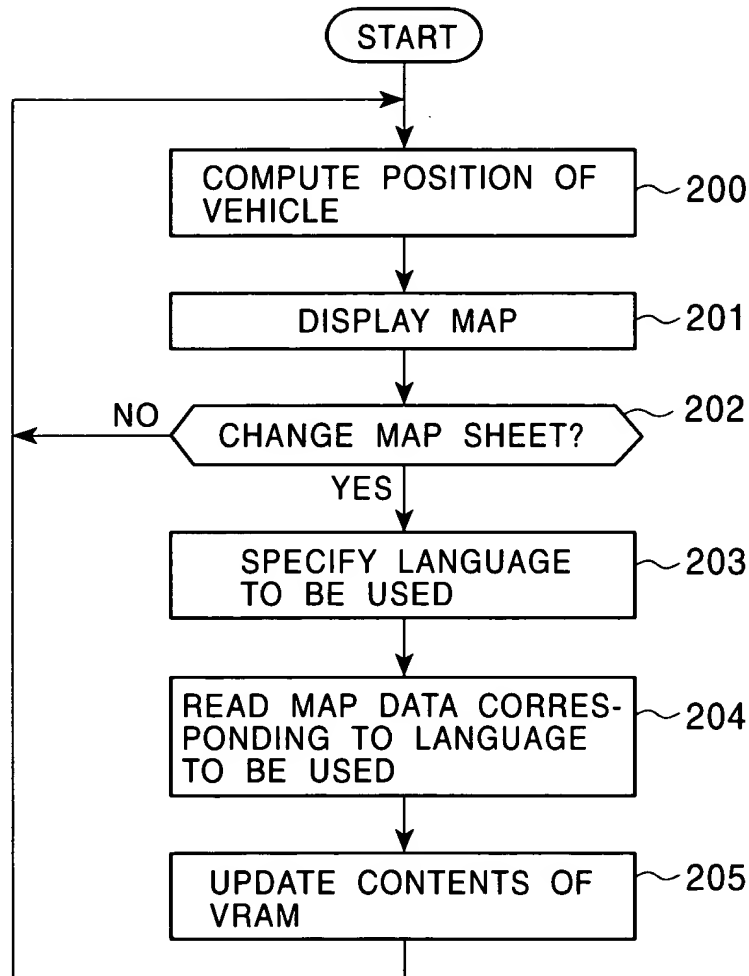 START
COMPUTE POSITION OF
VEHICLE
200
DISPLAY MAP
201
CHANGE MAP SHEET?
202
NO
YES
SPECIFY LANGUAGE
TO BE USED
203
READ MAP DATA CORRES-
PONDING TO LANGUAGE
TO BE USED
204
UPDATE CONTENTS OF
VRAM
205